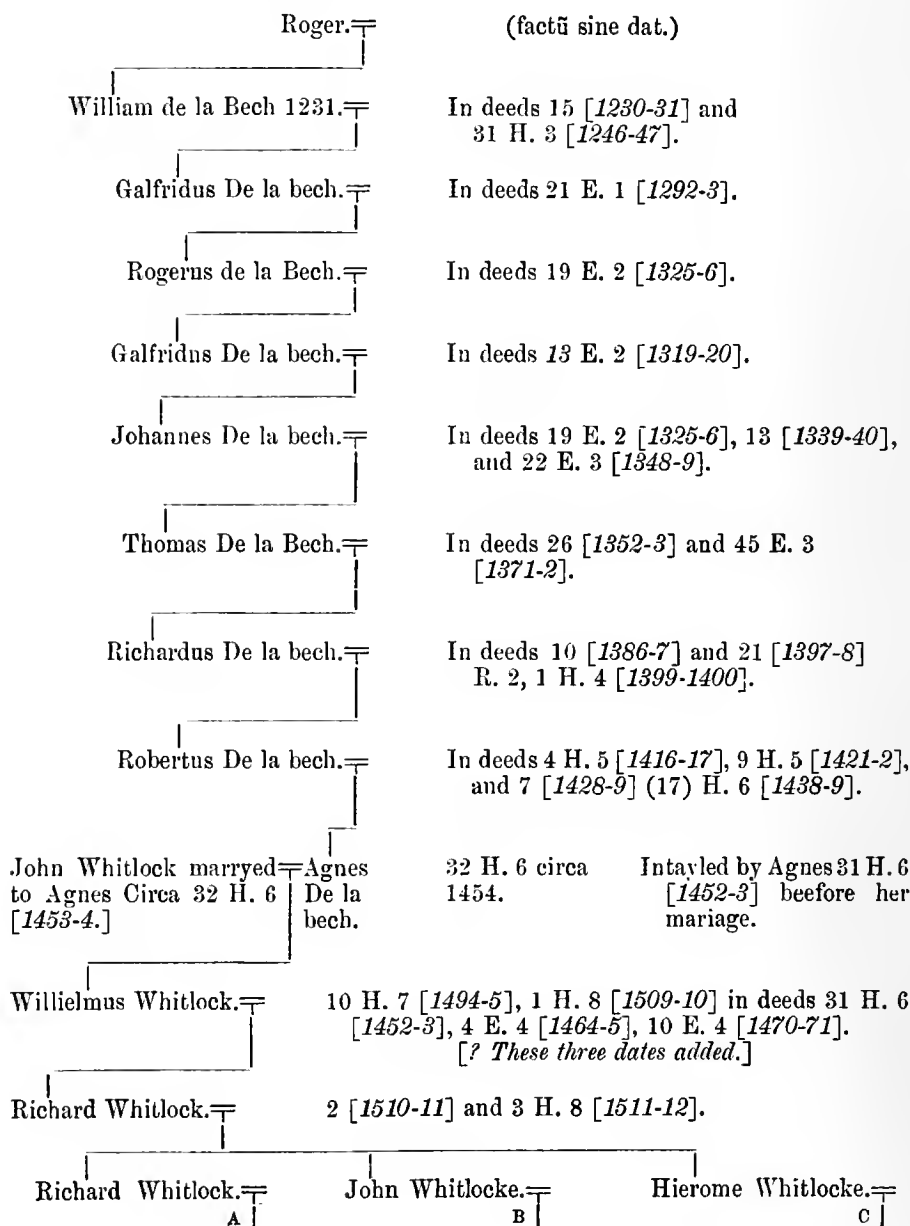 Roger. (factũ sine dat.)
William de la Bech 1231. In deeds 15 [1230-31] and
31 H. 3 [1246-47].
Galfridus De la bech. In deeds 21 E. 1 [1292-3].
Rogerus de la Bech. In deeds 19 E. 2 [1325-6].
Galfridus De la bech. In deeds 13 E. 2 [1319-20].
Johannes De la bech. In deeds 19 E. 2 [1325-6], 13 [1339-40],
and 22 E. 3 [1348-9].
Thomas De la Bech. In deeds 26 [1352-3] and 45 E. 3
[1371-2].
Richardus De la bech. In deeds 10 [1386-7] and 21 [1397-8]
R. 2, 1 H. 4 [1399-1400].
Robertus De la bech. In deeds 4 H. 5 [1416-17], 9 H. 5 [1421-2],
and 7 [1428-9] (17) H. 6 [1438-9].
John Whitlock marryed Agnes 32 H. 6 circa Intayled by Agnes 31 H. 6
to Agnes Circa 32 H. 6 De la 1454. [1452-3] beefore her
[1453-4.] bech. mariage.
Willielmus Whitlock. 10 H. 7 [1494-5], 1 H. 8 [1509-10] in deeds 31 H. 6
[1452-3], 4 E. 4 [1464-5], 10 E. 4 [1470-71].
[? These three dates added.]
Richard Whitlock. 2 [1510-11] and 3 H. 8 [1511-12].
Richard Whitlock. John Whitlocke. Hierome Whitlocke.
A B C